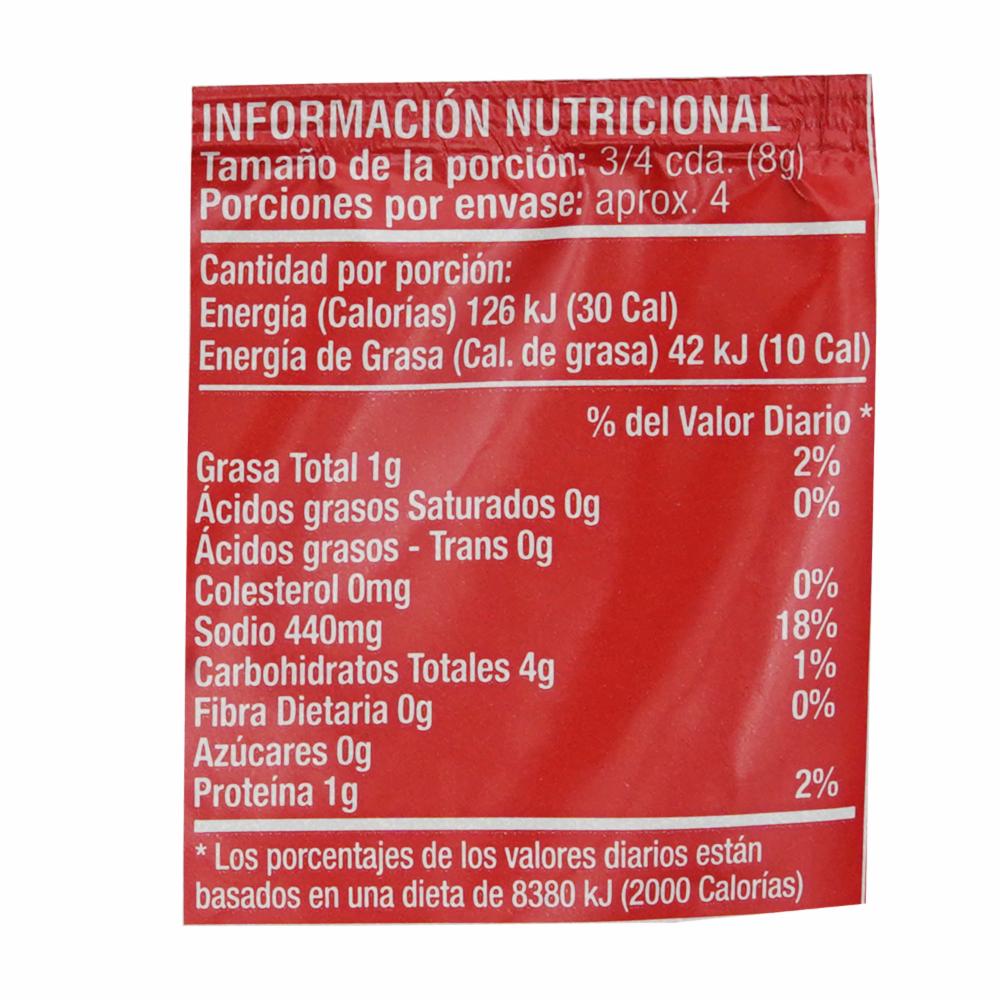 INFORMACIÓN NUTRICIONAL
Tamaño de la porción: 3/4 cda. (8g)
Porciones por envase: aprox. 4
Cantidad por porción:
Energía (Calorías) 126 kJ (30 Cal)
Energía de Grasa (Cal. de grasa) 42 kJ (10 Cal)
% del Valor Diario *
Grasa Total 1g 2%
Ácidos grasos Saturados 0g 0%
Ácidos grasos - Trans 0g
Colesterol 0mg 0%
Sodio 440mg 18%
Carbohidratos Totales 4g 1%
Fibra Dietaria 0g 0%
Azúcares 0g
Proteína 1g 2%
* Los porcentajes de los valores diarios están
basados en una dieta de 8380 kJ (2000 Calorías)